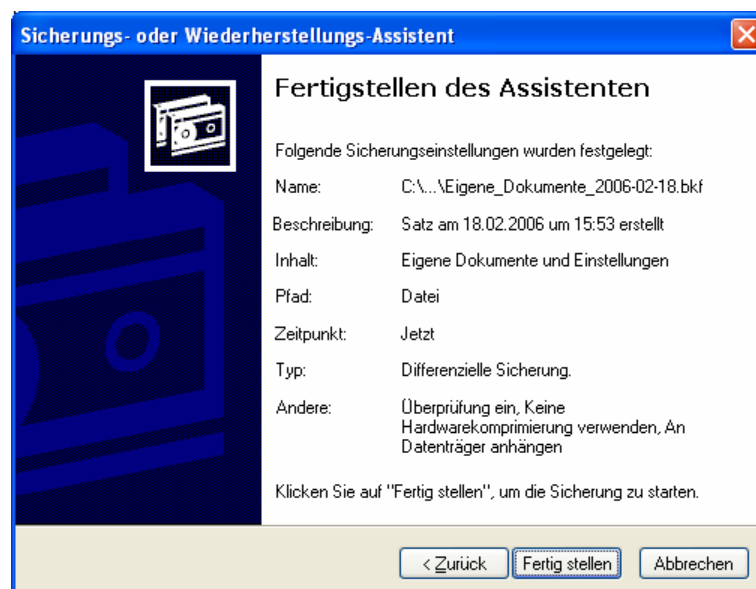 Sicherungs- oder Wiederherstellungs-Assistent
Fertigstellen des Assistenten
Folgende Sicherungseinstellungen wurden festgelegt:
Name: C:\...\Eigene_Dokumente_2006-02-18.bkf
Beschreibung: Satz am 18.02.2006 um 15:53 erstellt
Inhalt: Eigene Dokumente und Einstellungen
Pfad: Datei
Zeitpunkt: Jetzt
Typ: Differenzielle Sicherung.
Andere: Überprüfung ein, Keine
Hardwarekomprimierung verwenden, An
Datenträger anhängen
Klicken Sie auf "Fertig stellen", um die Sicherung zu starten.
< Zurück Fertig stellen Abbrechen